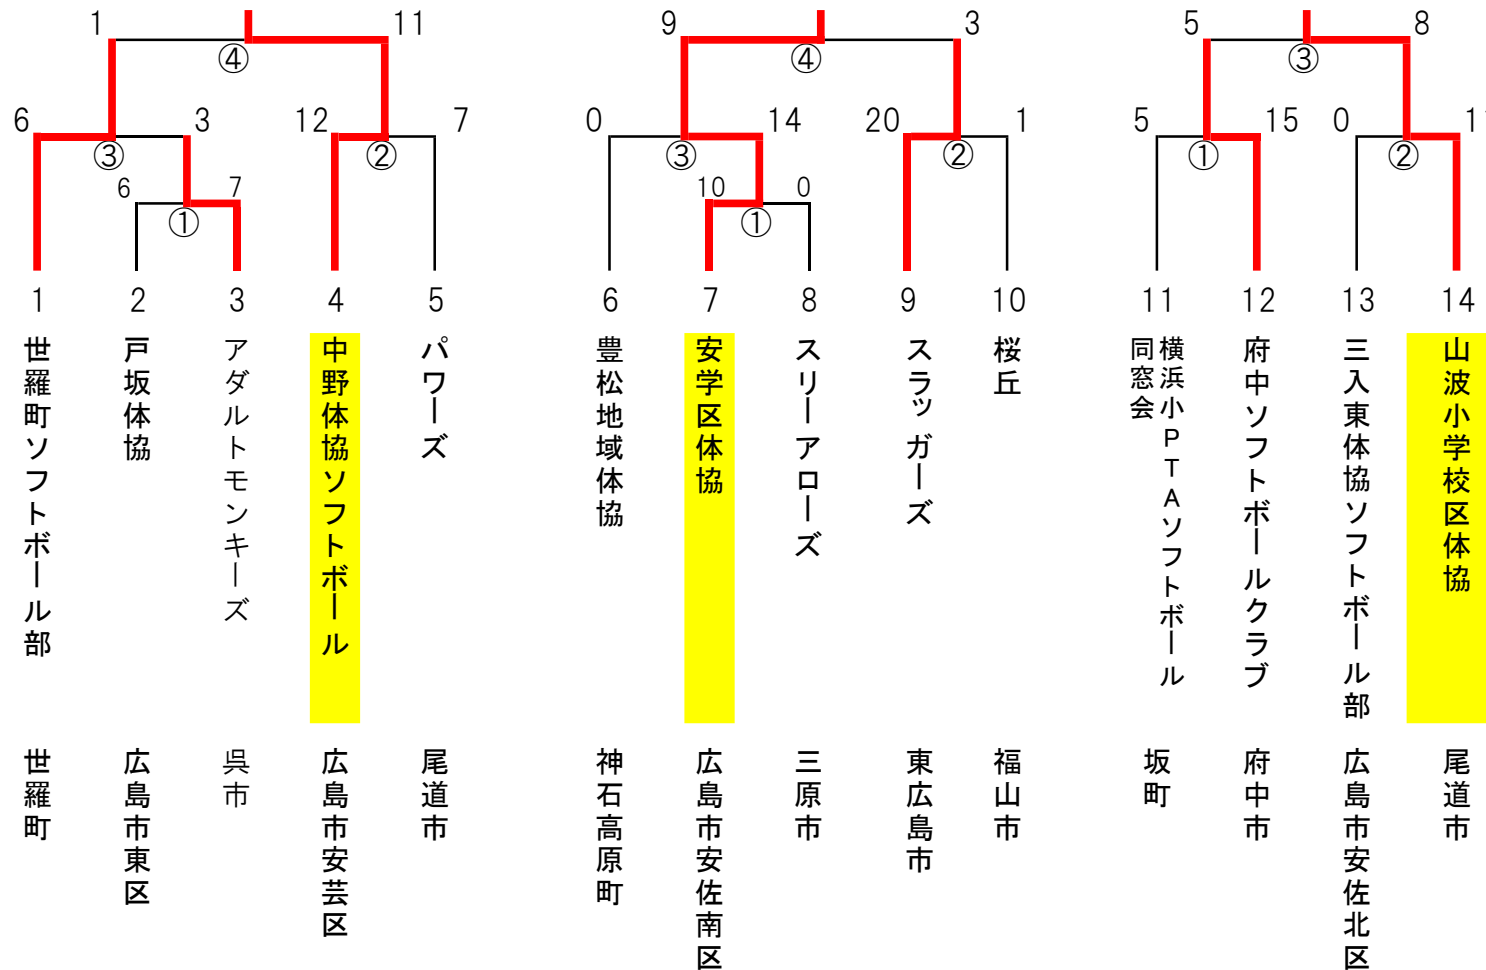 1 11 9 3 5 8
④ ④ ③
6 3 12 7 0 14 20 1 5 15 0
③ ② ③ ② ① ②
6 7 10 0
① ①
1 2 3 4 5 6 7 8 9 10 11 12 13 14
世羅町ソフトボール部
戸坂体協
アダルトモンキーズ
中野体協ソフトボール
パワーズ
豊松地域体協
安学区体協
スリーアローズ
スラッガーズ
桜丘
横浜小PTAソフトボール
同窓会
府中ソフトボールクラブ
三入東体協ソフトボール部
山波小学校区体協
世羅町
広島市東区
呉市
広島市安芸区
尾道市
神石高原町
広島市安佐南区
三原市
東広島市
福山市
坂町
府中市
広島市安佐北区
尾道市